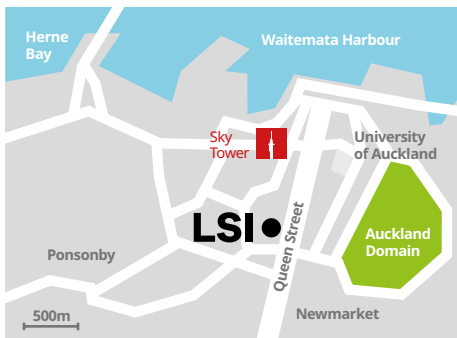 Herne
Bay
Waitemata Harbour
Sky
Tower
University
of Auckland
LSI
Queen Street
Auckland
Domain
Ponsonby
500m
Newmarket